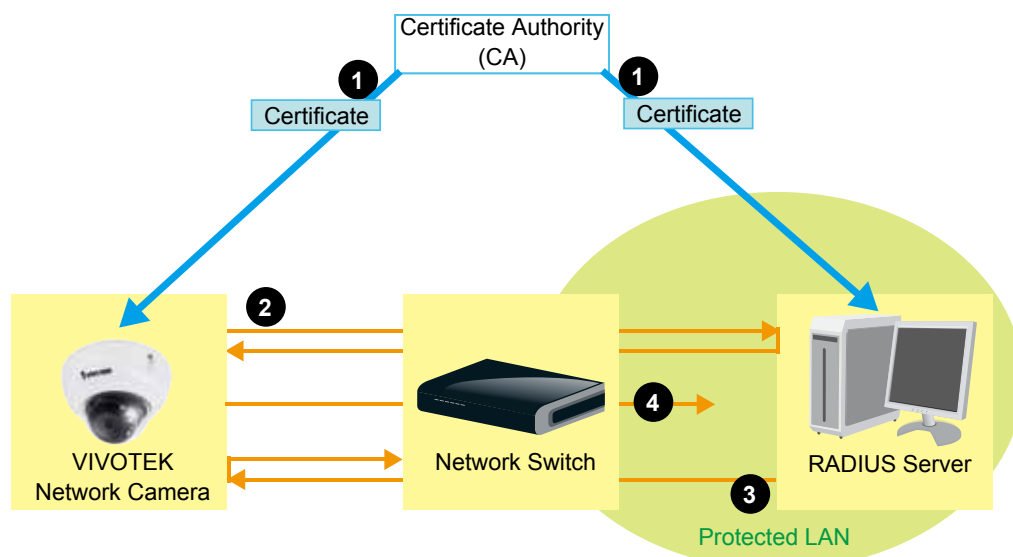 Certificate Authority
(CA)
1
1
Certificate
Certificate
2
4
VIVOTEK
Network Camera
Network Switch
RADIUS Server
3
Protected LAN